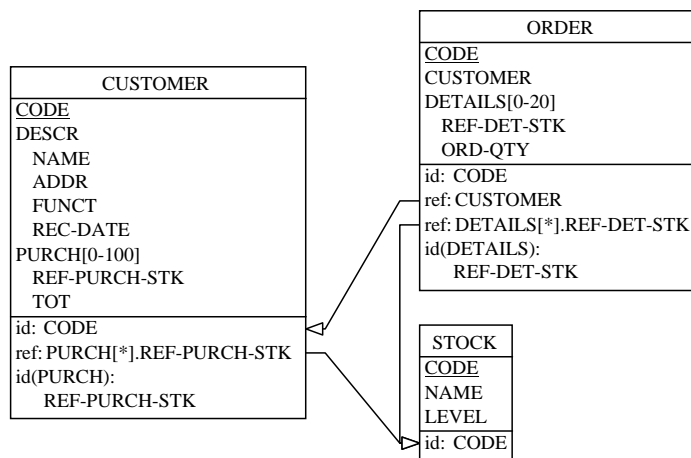 CUSTOMER
CODE
DESCR
NAME
ADDR
FUNCT
REC-DATE
PURCH[0-100]
REF-PURCH-STK
TOT
id: CODE
ref: PURCH[*].REF-PURCH-STK
id(PURCH):
REF-PURCH-STK
ORDER
CODE
CUSTOMER
DETAILS[0-20]
REF-DET-STK
ORD-QTY
id: CODE
ref: CUSTOMER
ref: DETAILS[*].REF-DET-STK
id(DETAILS):
REF-DET-STK
STOCK
CODE
NAME
LEVEL
id: CODE